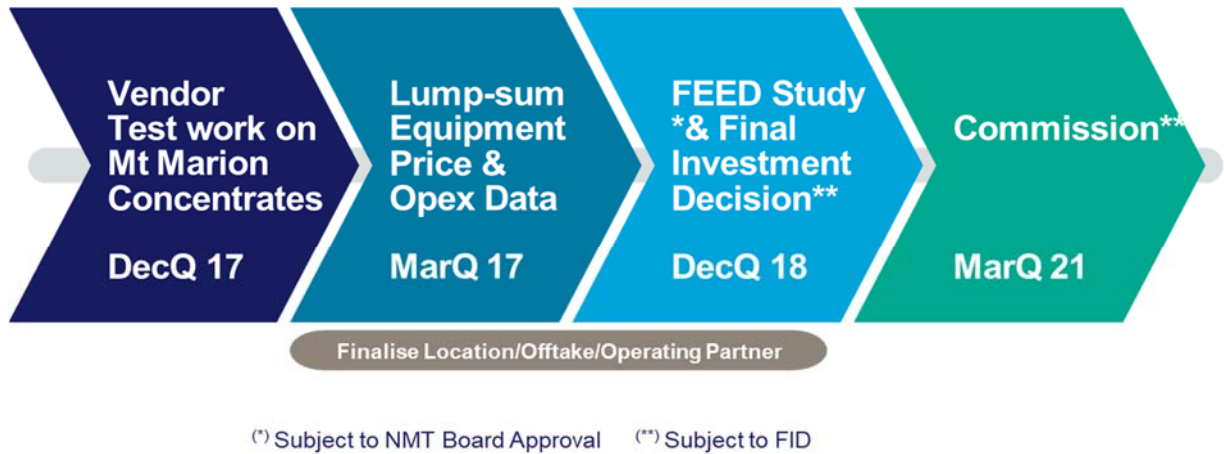 Vendor
Test work on
Mt Marion
Concentrates
DecQ 17
Lump-sum
Equipment
Price &
Opex Data
MarQ 17
FEED Study
*& Final
Investment
Decision**
DecQ 18
Commission**
MarQ 21
Finalise Location/Offtake/Operating Partner
(*) Subject to NMT Board Approval (**) Subject to FID